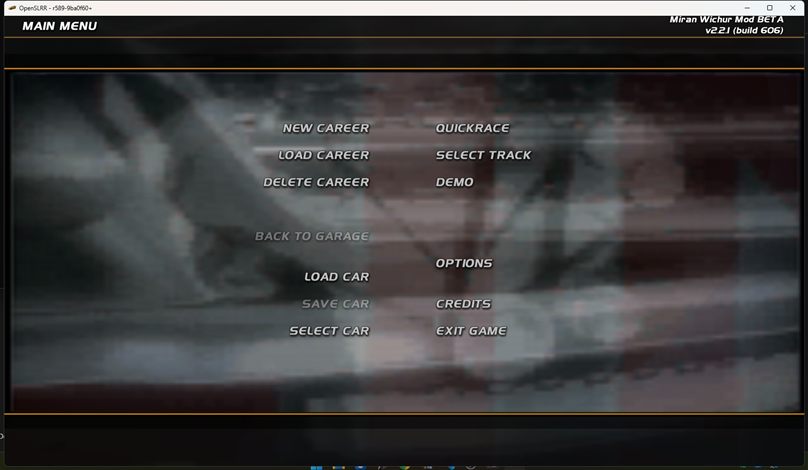 OpenSLRR - r589-9ba0f60+
MAIN MENU
Miran Wichur Mod BETA
v2.2.1 (build 606)
NEW CAREER
QUICKRACE
LOAD CAREER
SELECT TRACK
DELETE CAREER
DEMO
BACK TO GARAGE
OPTIONS
LOAD CAR
SAVE CAR
CREDITS
SELECT CAR
EXIT GAME